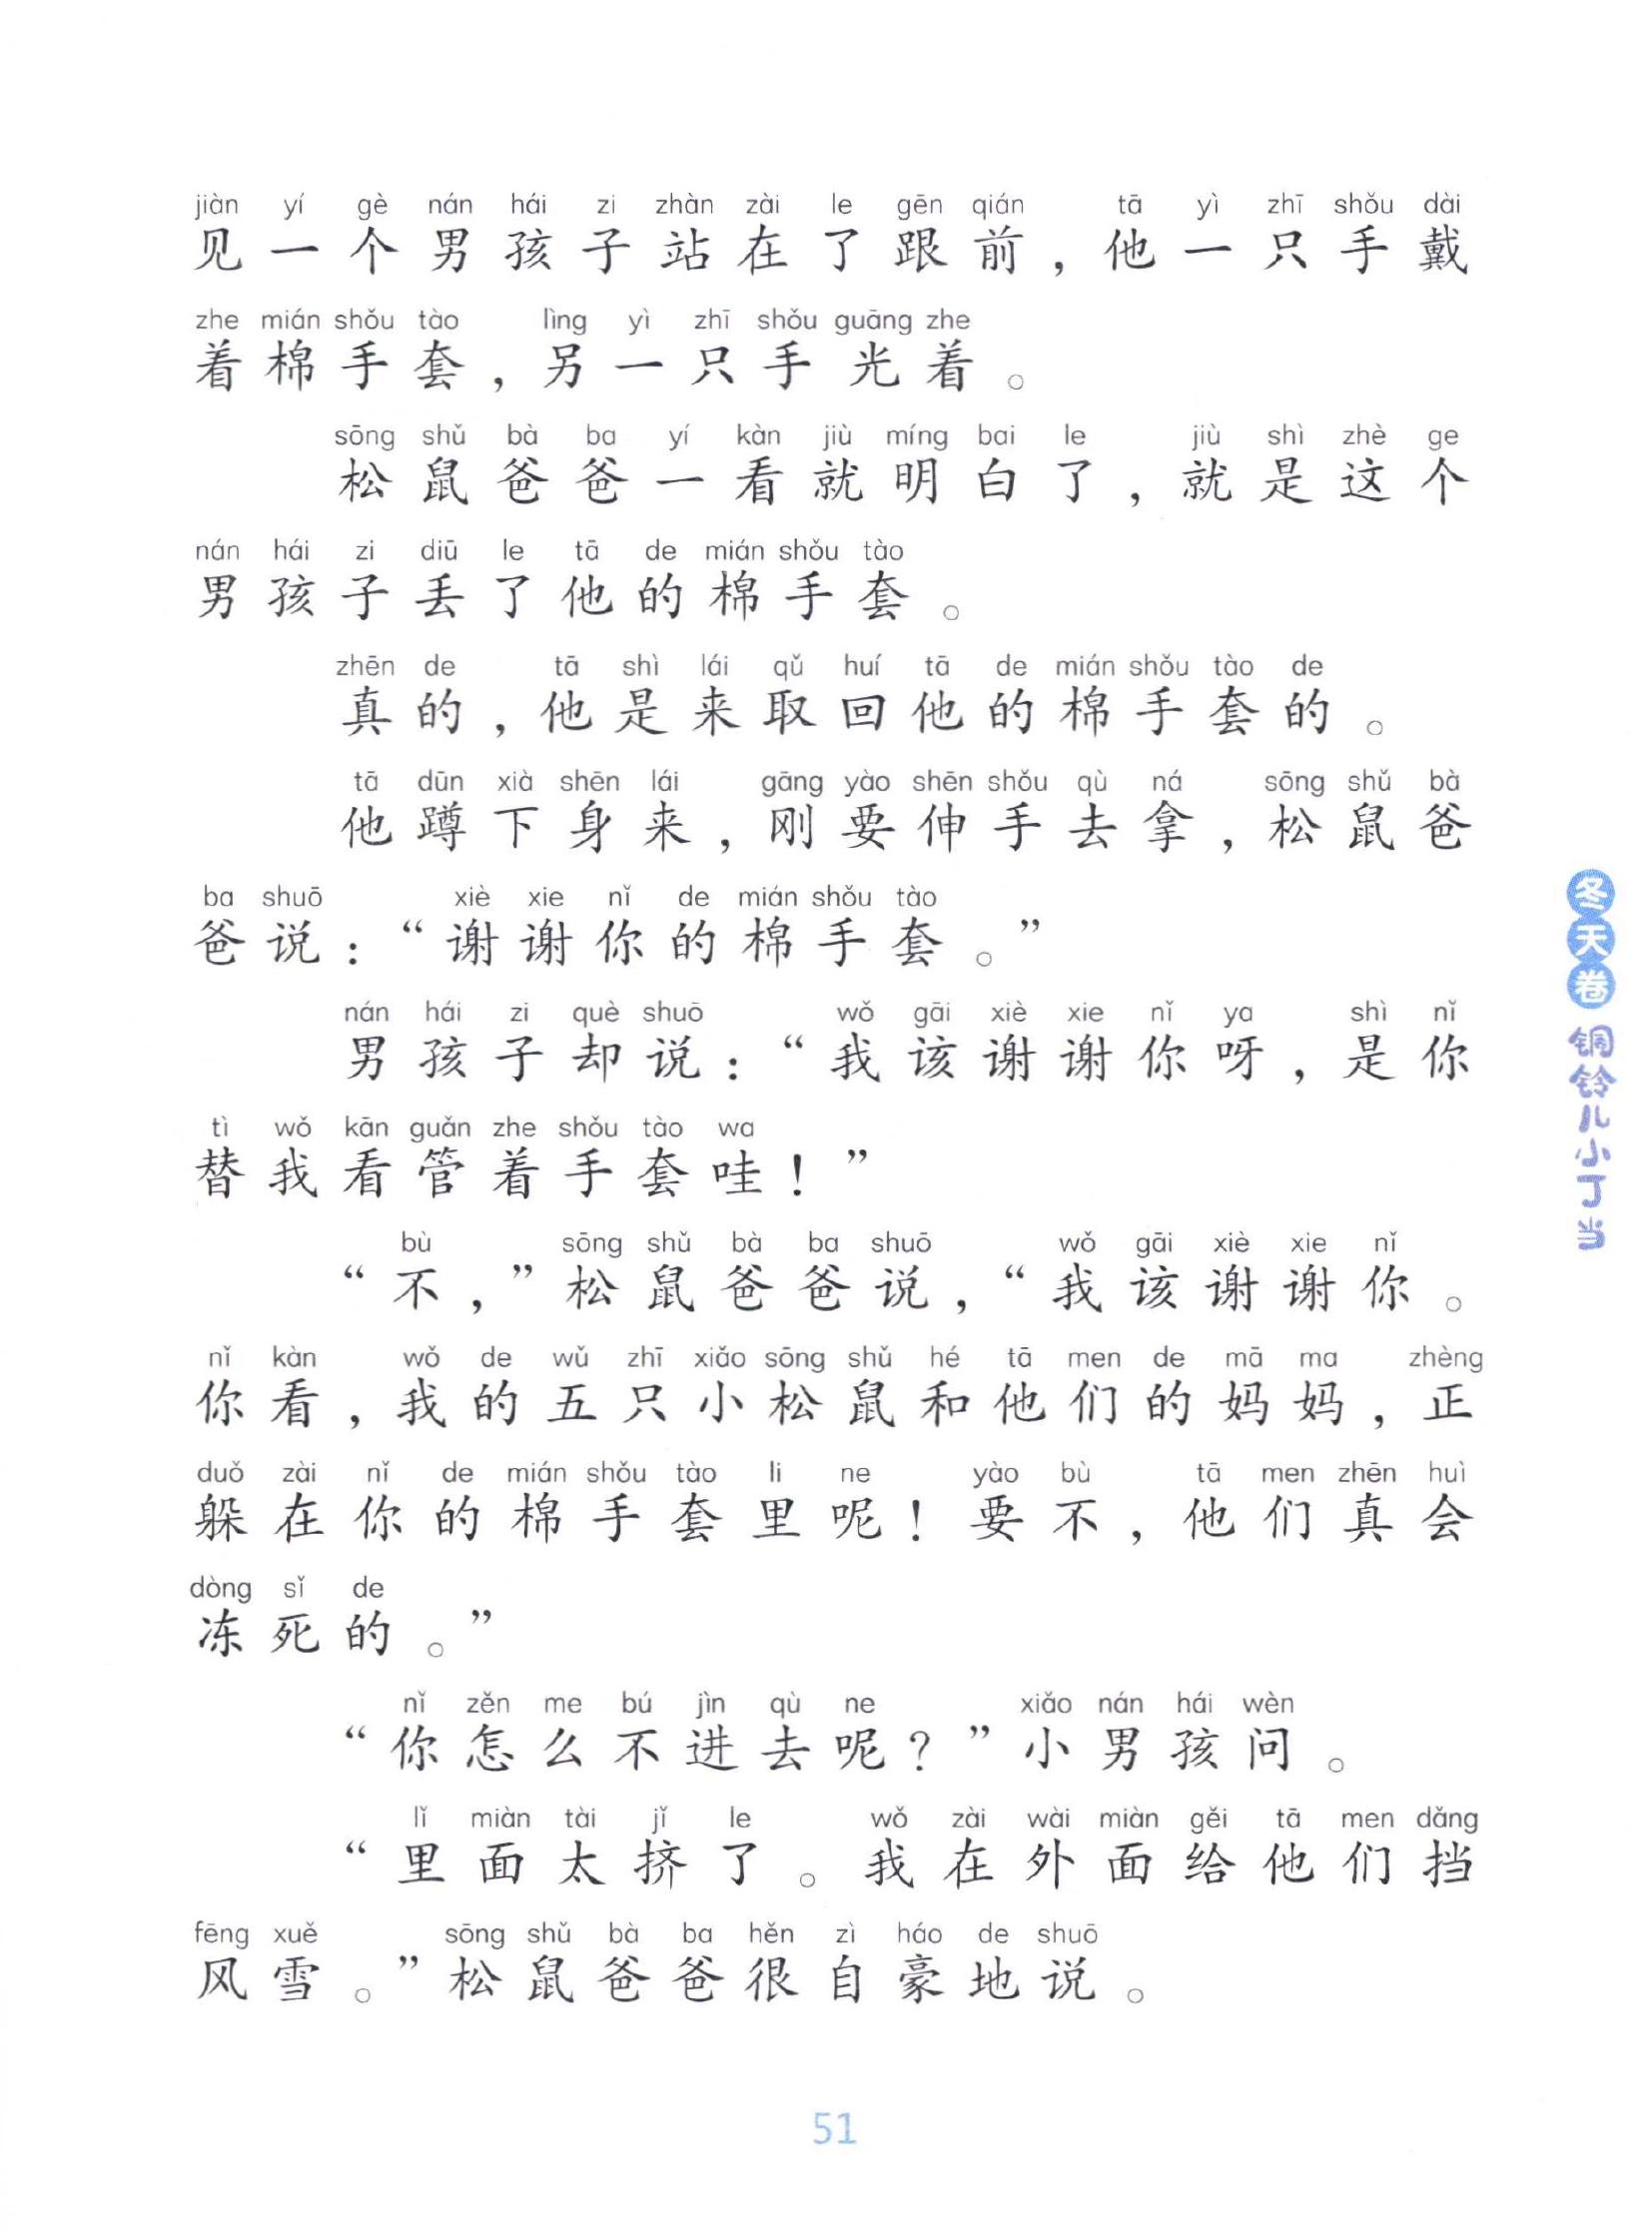 jiàn yí gè nán hái zi zhàn zài le gēn qián tā yì zhī shǒu dài
见一个男孩子站在了跟前，他一只手戴
zhe mián shǒu tào lìng yì zhī shǒu guāng zhe
着棉手套，另一只手光着。
sōng shǔ bà ba yí kàn jiù míng bai le jiù shì zhè ge
松鼠爸爸一看就明白了，就是这个
nán hái zi diū le tā de mián shǒu tào
男孩子丢了他的棉手套。
zhēn de tā shì lái qǔ huí tā de mián shǒu tào de
真的，他是来取回他的棉手套的。
tā dūn xià shēn lái gāng yào shēn shǒu qù ná sōng shǔ bà
他蹲下身来，刚要伸手去拿，松鼠爸
ba shuō xiè xie nǐ de mián shǒu tào
爸说：“谢谢你的棉手套。”
nán hái zi què shuō wǒ gāi xiè xie nǐ ya shì nǐ
男孩子却说：“我该谢谢你呀，是你
tì wǒ kān guǎn zhe shǒu tào wa
替我看管着手套哇！”
bù sōng shǔ bà ba shuō wǒ gāi xiè xie nǐ
“不，”松鼠爸爸说，“我该谢谢你。
nǐ kàn wǒ de wǔ zhī xiǎo sōng shǔ hé tā men de mā ma zhèng
你看，我的五只小松鼠和他们的妈妈，正
duǒ zài nǐ de mián shǒu tào li ne yào bù tā men zhēn huì
躲在你的棉手套里呢！要不，他们真会
dòng sǐ de
冻死的。”
nǐ zěn me bú jìn qù ne xiǎo nán hái wèn
“你怎么不进去呢？”小男孩问。
lǐ miàn tài jǐ le wǒ zài wài miàn gěi tā men dǎng
“里面太挤了。我在外面给他们挡
fēng xuě sōng shǔ bà ba hěn zì háo de shuō
风雪。”松鼠爸爸很自豪地说。
冬天卷 铜铃儿小丁当
51